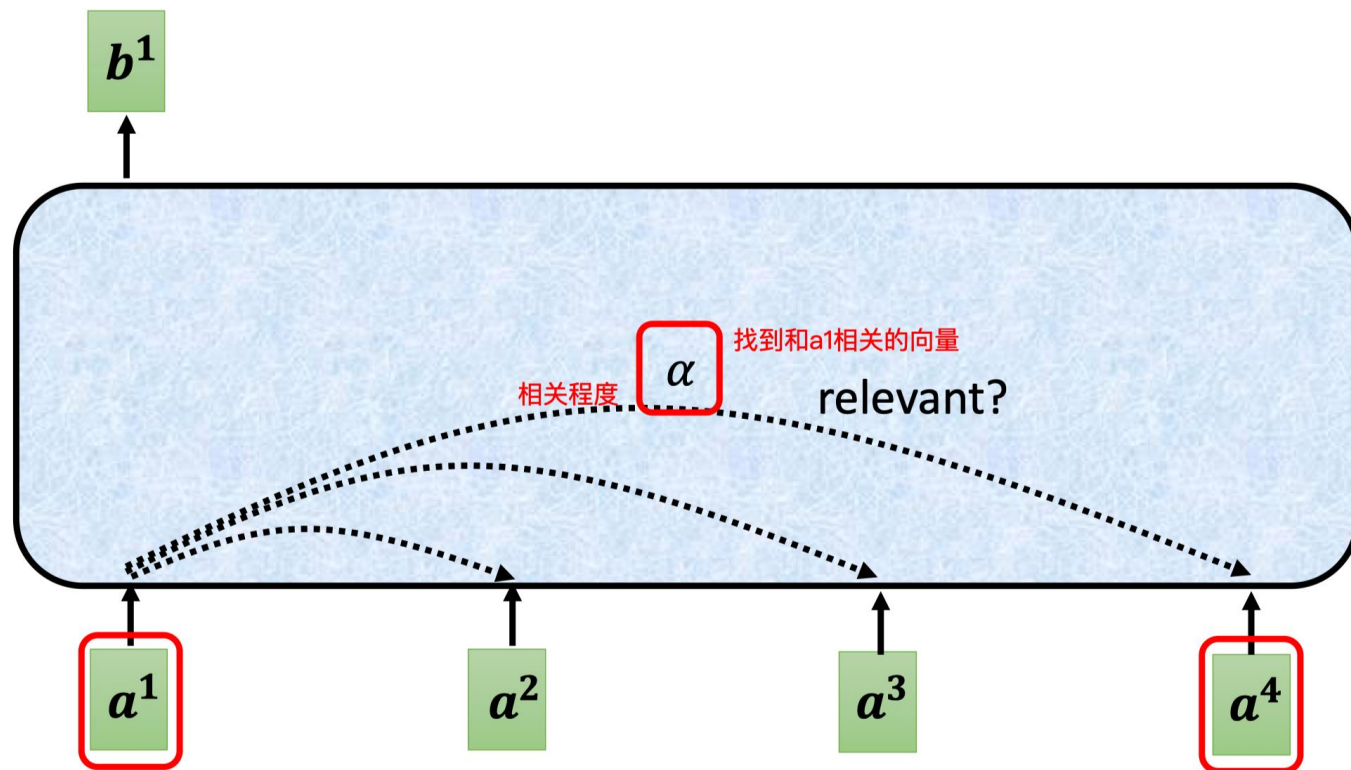 b¹
找到和a1相关的向量
α
相关程度
relevant?
a¹ a² a³ a⁴